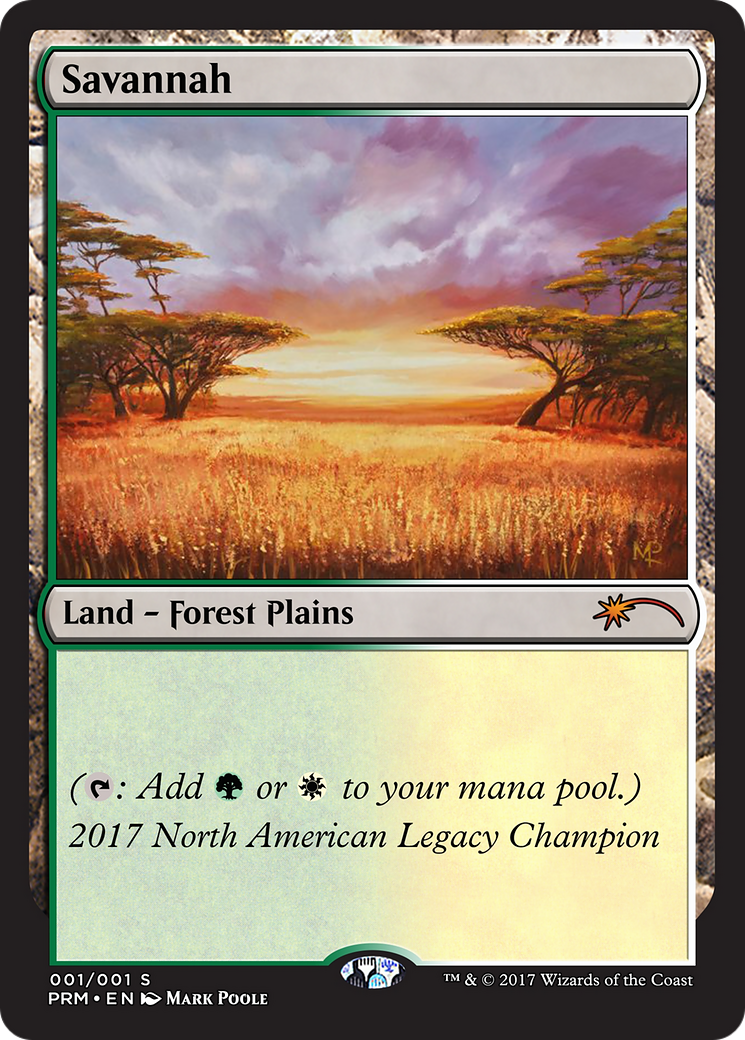 Savannah
MP
Land – Forest Plains
(: Add or to your mana pool.)
2017 North American Legacy Champion
001/001 S
PRM • EN Mark Poole
™ & © 2017 Wizards of the Coast